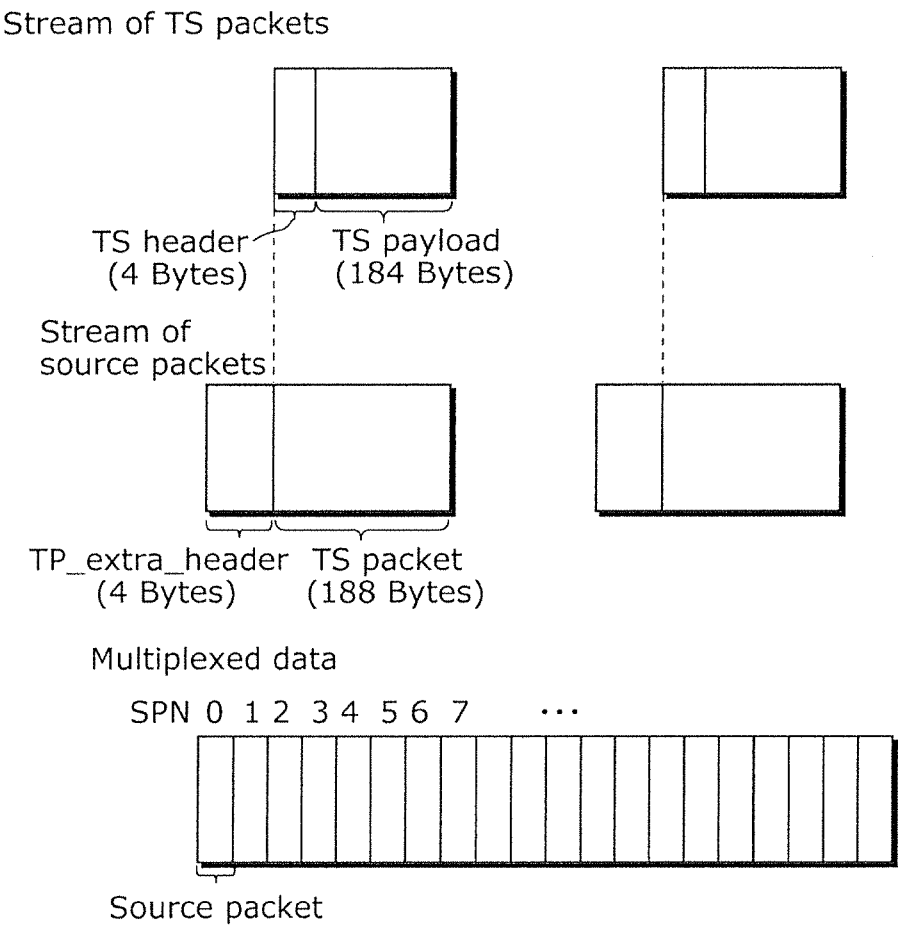 Stream of TS packets
TS header TS payload
(4 Bytes) (184 Bytes)
Stream of
source packets
TP_extra_header TS packet
(4 Bytes) (188 Bytes)
Multiplexed data
SPN 0 1 2 3 4 5 6 7 ...
Source packet